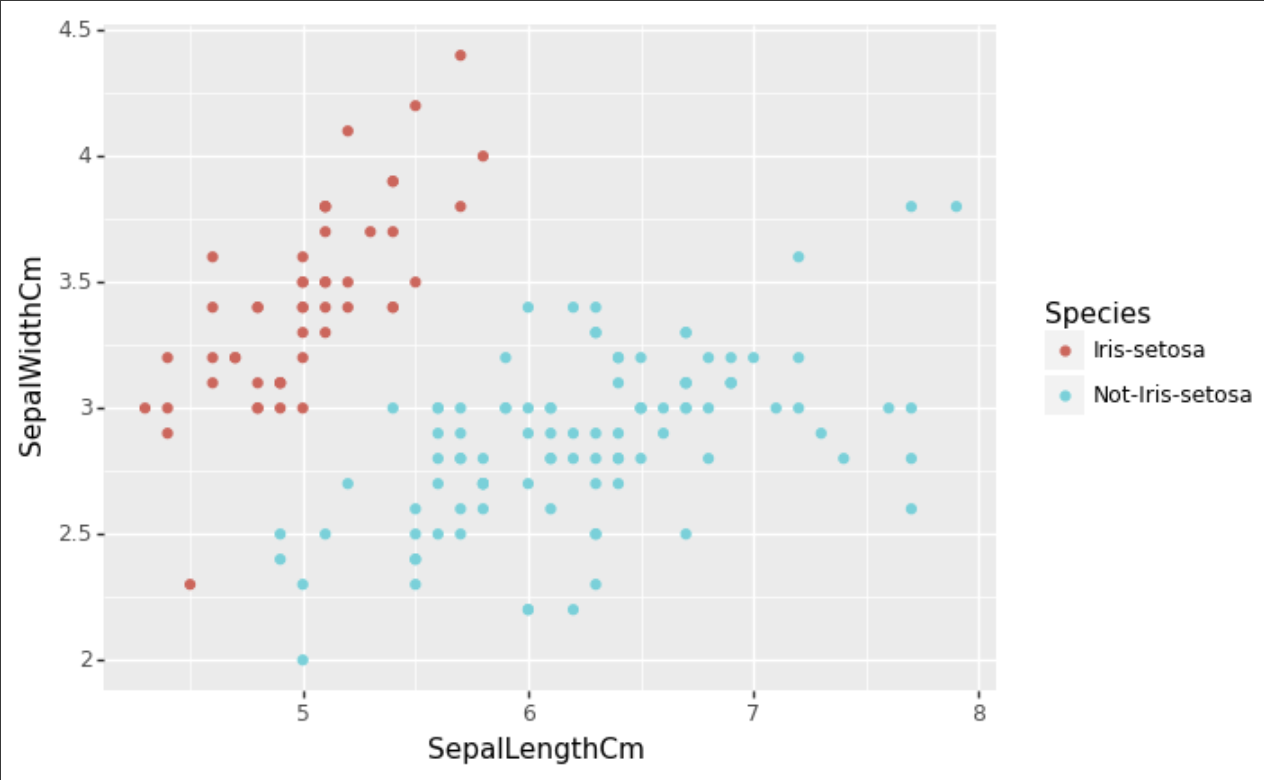 4.5
4
3.5
3
2.5
2
SepalWidthCm
5
6
7
8
SepalLengthCm
Species
Iris-setosa
Not-Iris-setosa